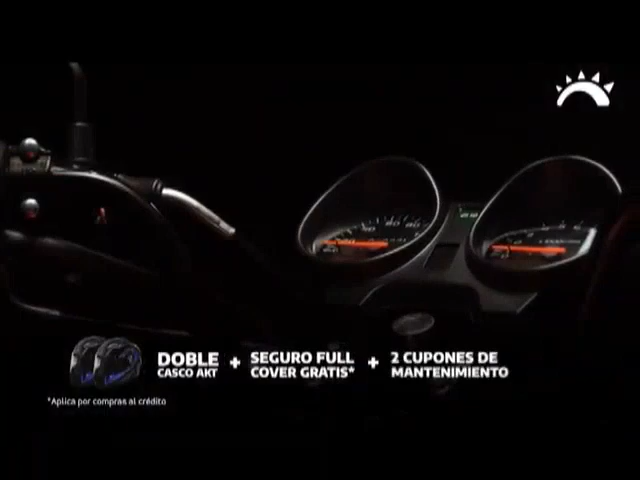 DOBLE
CASCO AKT
+
SEGURO FULL
COVER GRATIS*
+
2 CUPONES DE
MANTENIMIENTO
*Aplica por compras al crédito